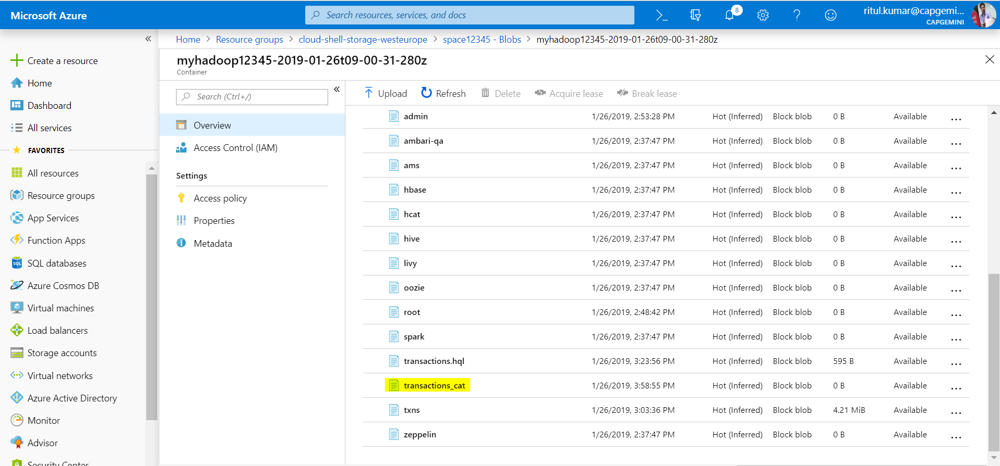 Microsoft Azure
Search resources, services, and docs
8
ritul.kumar@capgemi...
CAPGEMINI
Home > Resource groups > cloud-shell-storage-westeurope > space12345 - Blobs > myhadoop12345-2019-01-26t09-00-31-280z
myhadoop12345-2019-01-26t09-00-31-280z
Container
Create a resource
Home
Dashboard
All services
FAVORITES
All resources
Resource groups
App Services
Function Apps
SQL databases
Azure Cosmos DB
Virtual machines
Load balancers
Storage accounts
Virtual networks
Azure Active Directory
Monitor
Advisor
Security Center
Search (Ctrl+/)
Overview
Access Control (IAM)
Settings
Access policy
Properties
Metadata
Upload Refresh Delete Acquire lease Break lease
admin 1/26/2019, 2:53:28 PM Hot (Inferred) Block blob 0 B Available ...
ambari-qa 1/26/2019, 2:37:47 PM Hot (Inferred) Block blob 0 B Available ...
ams 1/26/2019, 2:37:47 PM Hot (Inferred) Block blob 0 B Available ...
hbase 1/26/2019, 2:37:47 PM Hot (Inferred) Block blob 0 B Available ...
hcat 1/26/2019, 2:37:47 PM Hot (Inferred) Block blob 0 B Available ...
hive 1/26/2019, 2:37:47 PM Hot (Inferred) Block blob 0 B Available ...
livy 1/26/2019, 2:37:47 PM Hot (Inferred) Block blob 0 B Available ...
oozie 1/26/2019, 2:37:47 PM Hot (Inferred) Block blob 0 B Available ...
root 1/26/2019, 2:48:42 PM Hot (Inferred) Block blob 0 B Available ...
spark 1/26/2019, 2:37:47 PM Hot (Inferred) Block blob 0 B Available ...
transactions.hql 1/26/2019, 3:23:56 PM Hot (Inferred) Block blob 595 B Available ...
transactions_cat 1/26/2019, 3:58:55 PM Hot (Inferred) Block blob 0 B Available ...
txns 1/26/2019, 3:03:36 PM Hot (Inferred) Block blob 4.21 MiB Available ...
zeppelin 1/26/2019, 2:37:47 PM Hot (Inferred) Block blob 0 B Available ...